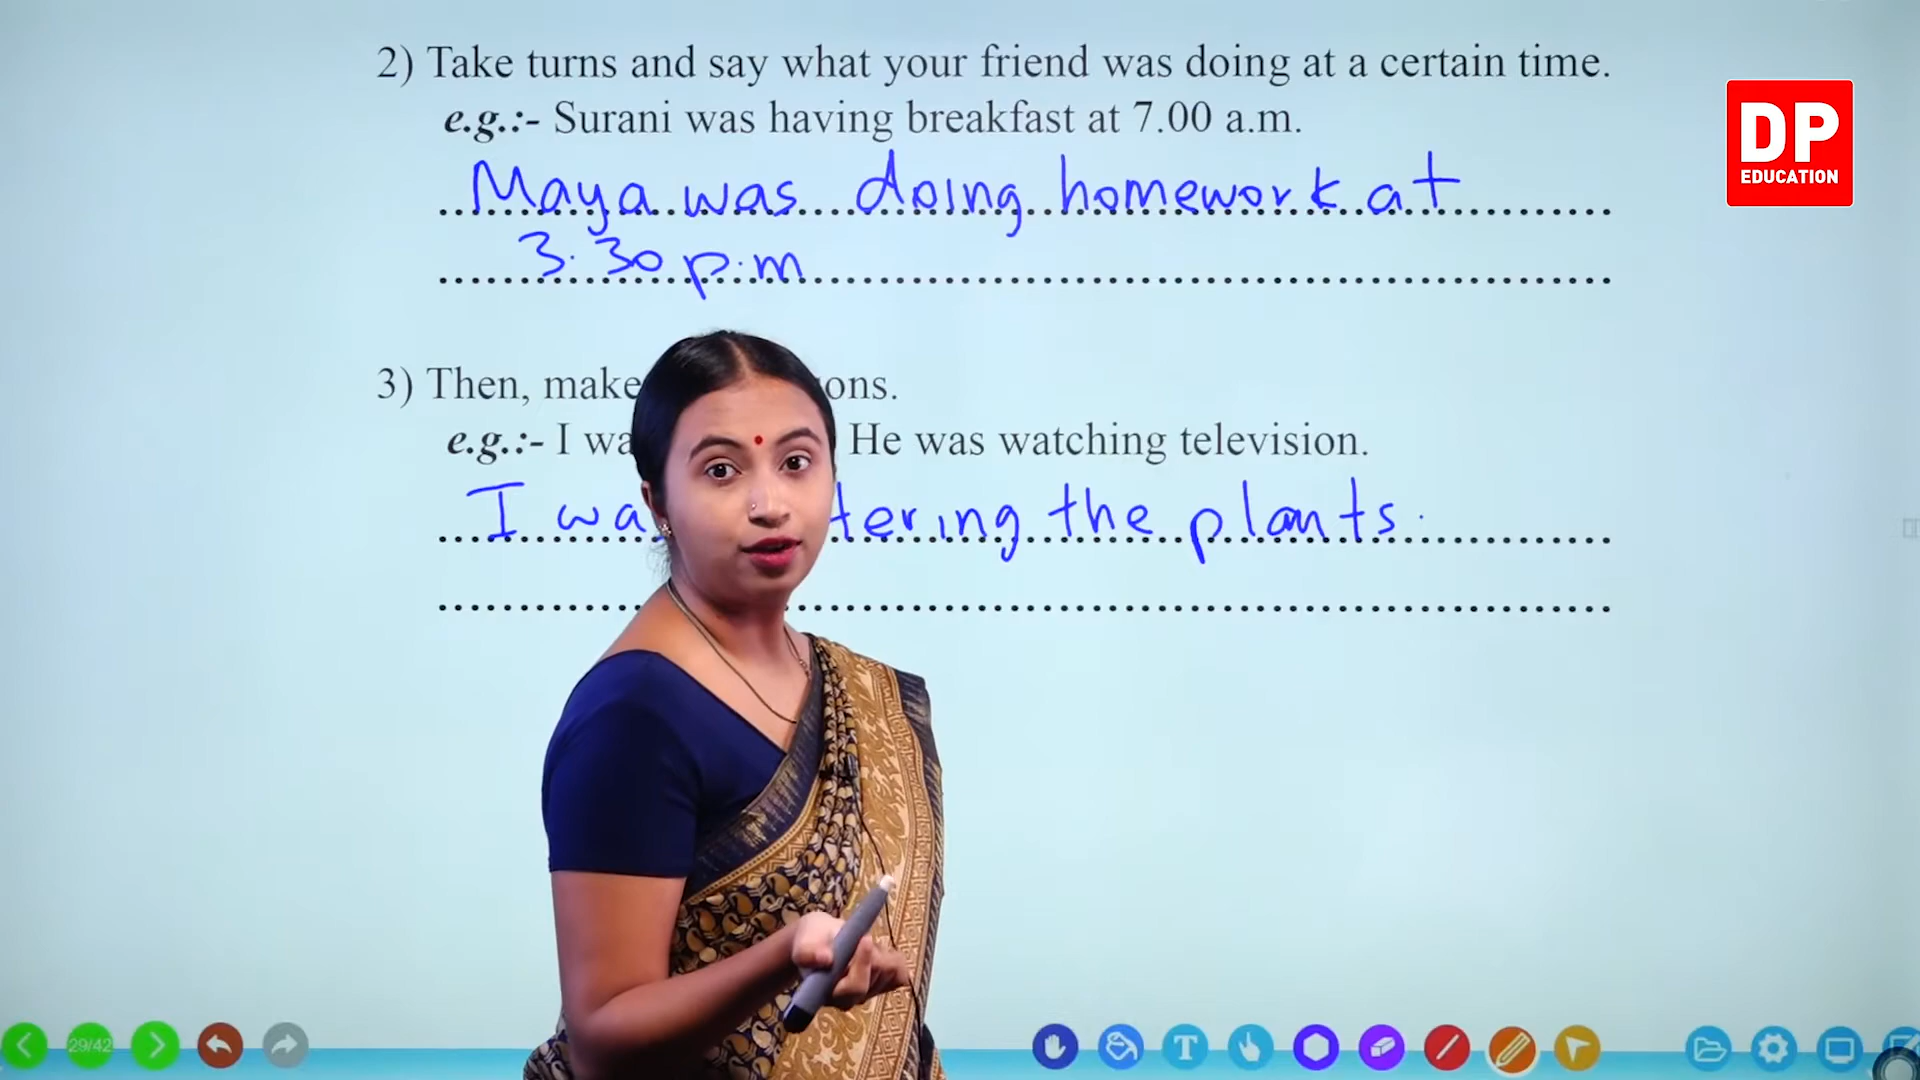 2) Take turns and say what your friend was doing at a certain time.
e.g.:- Surani was having breakfast at 7.00 a.m.
DP
EDUCATION
Maya was doing homework at
3.30 p.m
3) Then, make ons.
e.g.:- I wa He was watching television.
I wa tering the plants.
29/42
T